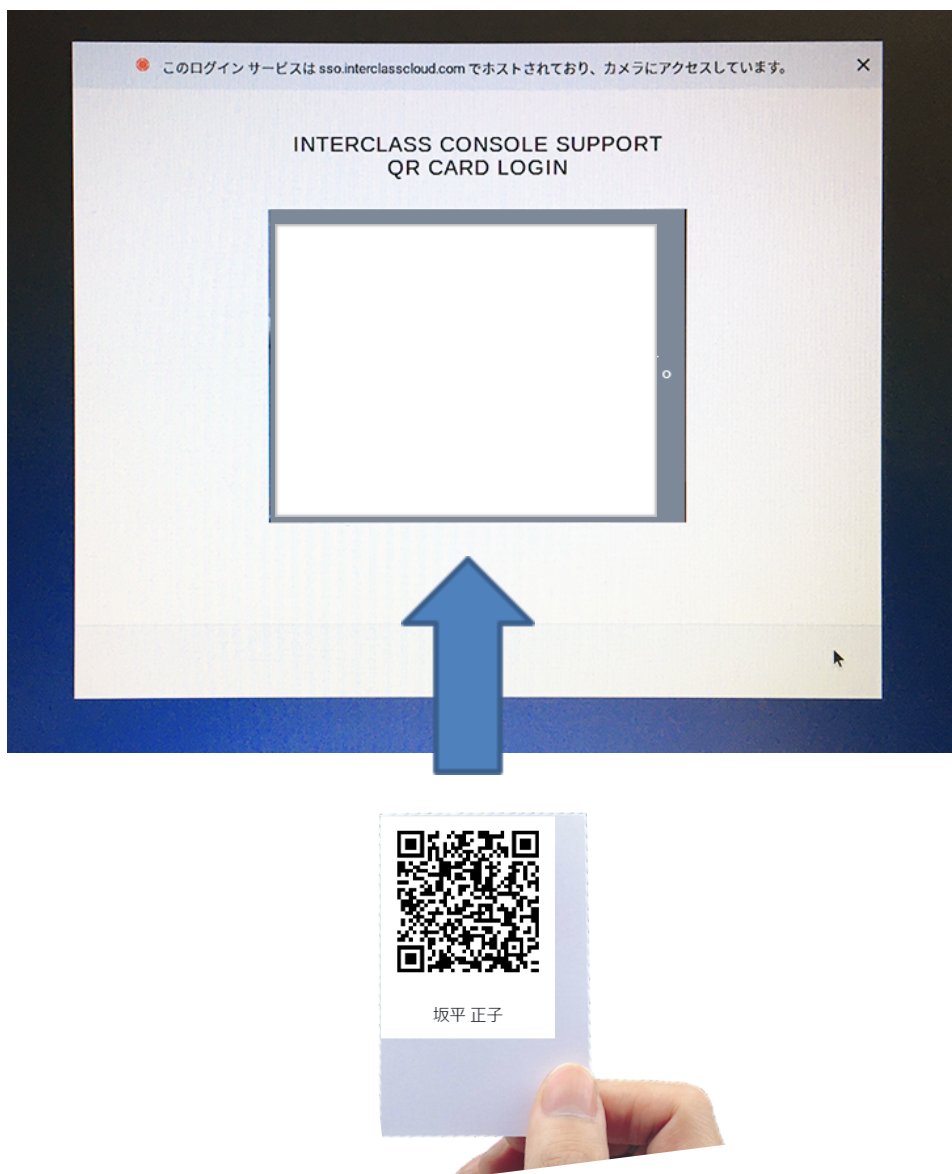 このログイン サービスは sso.interclasscloud.com でホストされており、カメラにアクセスしています。
INTERCLASS CONSOLE SUPPORT
QR CARD LOGIN
坂平 正子